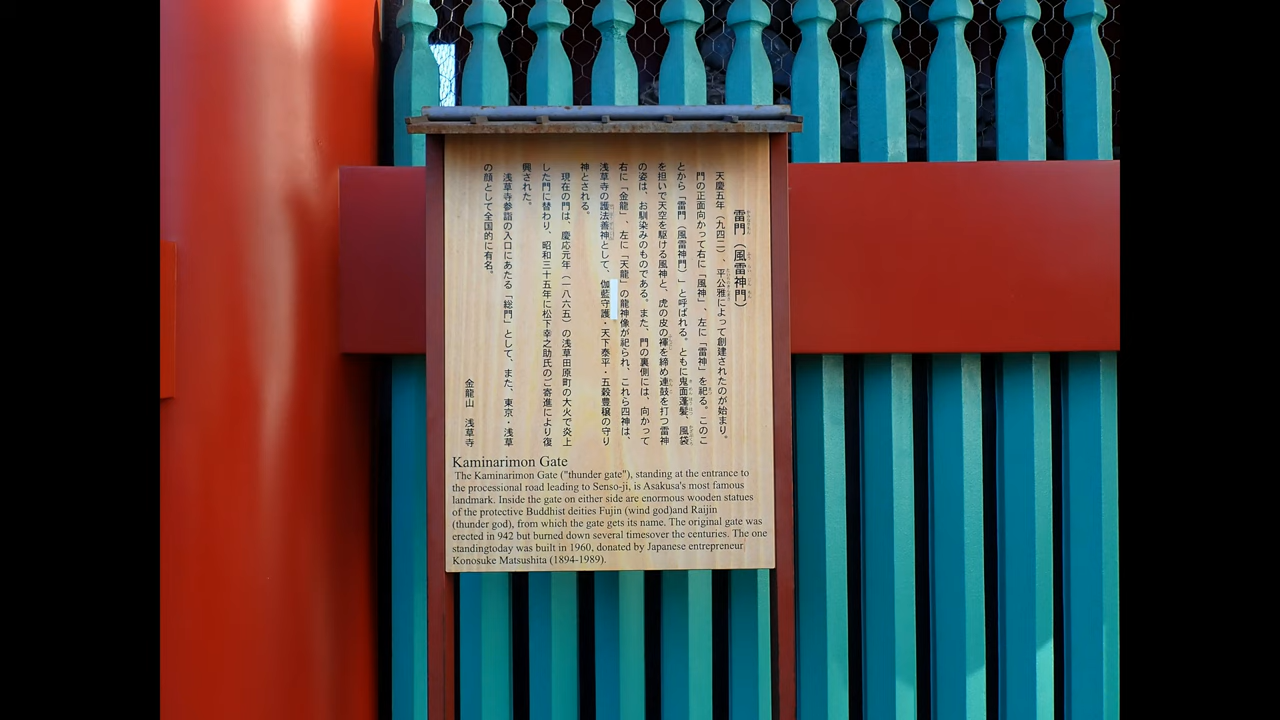 雷門（風雷神門）
天慶五年（九四二）、平公雅によって創建されたのが始まり。
門の正面向かって右に「風神」、左に「雷神」を祀る。このこ
とから「雷門（風雷神門）」と呼ばれる。ともに鬼面蓬髪、風袋
を担いで天空を駆ける風神と、虎の皮の褌を締め連鼓を打つ雷神
の姿は、お馴染みのものである。また、門の裏側には、向かって
右に「金龍」、左に「天龍」の龍神像が祀られ、これら四神は、
浅草寺の護法善神として、伽藍守護・天下泰平・五穀豊穣の守り
神とされる。
現在の門は、慶応元年（一八六五）の浅草田原町の大火で炎上
した門に替わり、昭和三十五年に松下幸之助氏のご寄進により復
興された。
浅草寺参詣の入口にあたる「総門」として、また、東京・浅草
の顔として全国的に有名。
金龍山 浅草寺
Kaminarimon Gate
The Kaminarimon Gate ("thunder gate"), standing at the entrance to
the processional road leading to Senso-ji, is Asakusa's most famous
landmark. Inside the gate on either side are enormous wooden statues
of the protective Buddhist deities Fujin (wind god)and Raijin
(thunder god), from which the gate gets its name. The original gate was
erected in 942 but burned down several timesover the centuries. The one
standingtoday was built in 1960, donated by Japanese entrepreneur
Konosuke Matsushita (1894-1989).